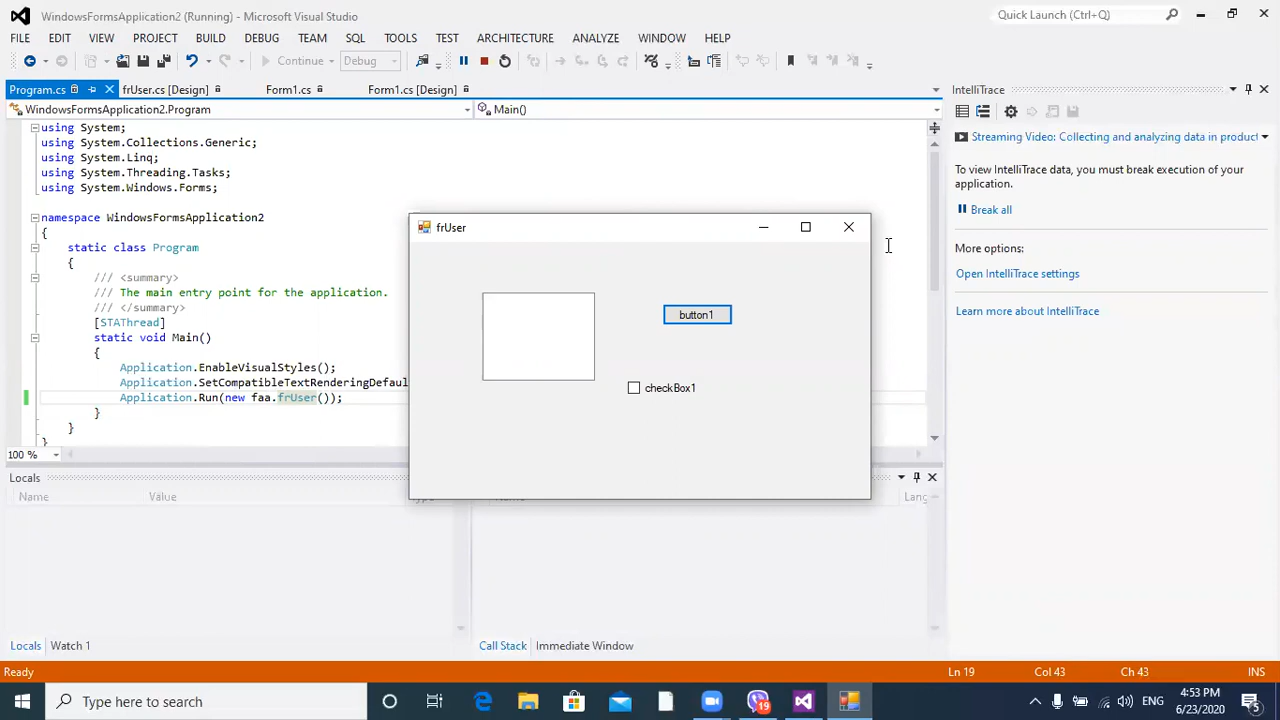 WindowsFormsApplication2 (Running) - Microsoft Visual Studio
Quick Launch (Ctrl+Q)
FILE EDIT VIEW PROJECT BUILD DEBUG TEAM SQL TOOLS TEST ARCHITECTURE ANALYZE WINDOW HELP
Continue Debug
Program.cs frUser.cs [Design] Form1.cs Form1.cs [Design]
IntelliTrace
WindowsFormsApplication2.Program Main()
using System;
using System.Collections.Generic;
using System.Linq;
using System.Threading.Tasks;
using System.Windows.Forms;
namespace WindowsFormsApplication2
{
static class Program
{
/// <summary>
/// The main entry point for the application.
/// </summary>
[STAThread]
static void Main()
{
Application.EnableVisualStyles();
Application.SetCompatibleTextRenderingDefaul
Application.Run(new faa.frUser());
}
}
}
100 %
frUser
button1
checkBox1
Streaming Video: Collecting and analyzing data in product
To view IntelliTrace data, you must break execution of your
application.
Break all
More options:
Open IntelliTrace settings
Learn more about IntelliTrace
Locals
Name Value
Lang
Locals Watch 1
Call Stack Immediate Window
Ready
Ln 19 Col 43 Ch 43 INS
Type here to search
19
ENG
4:53 PM
6/23/2020
5